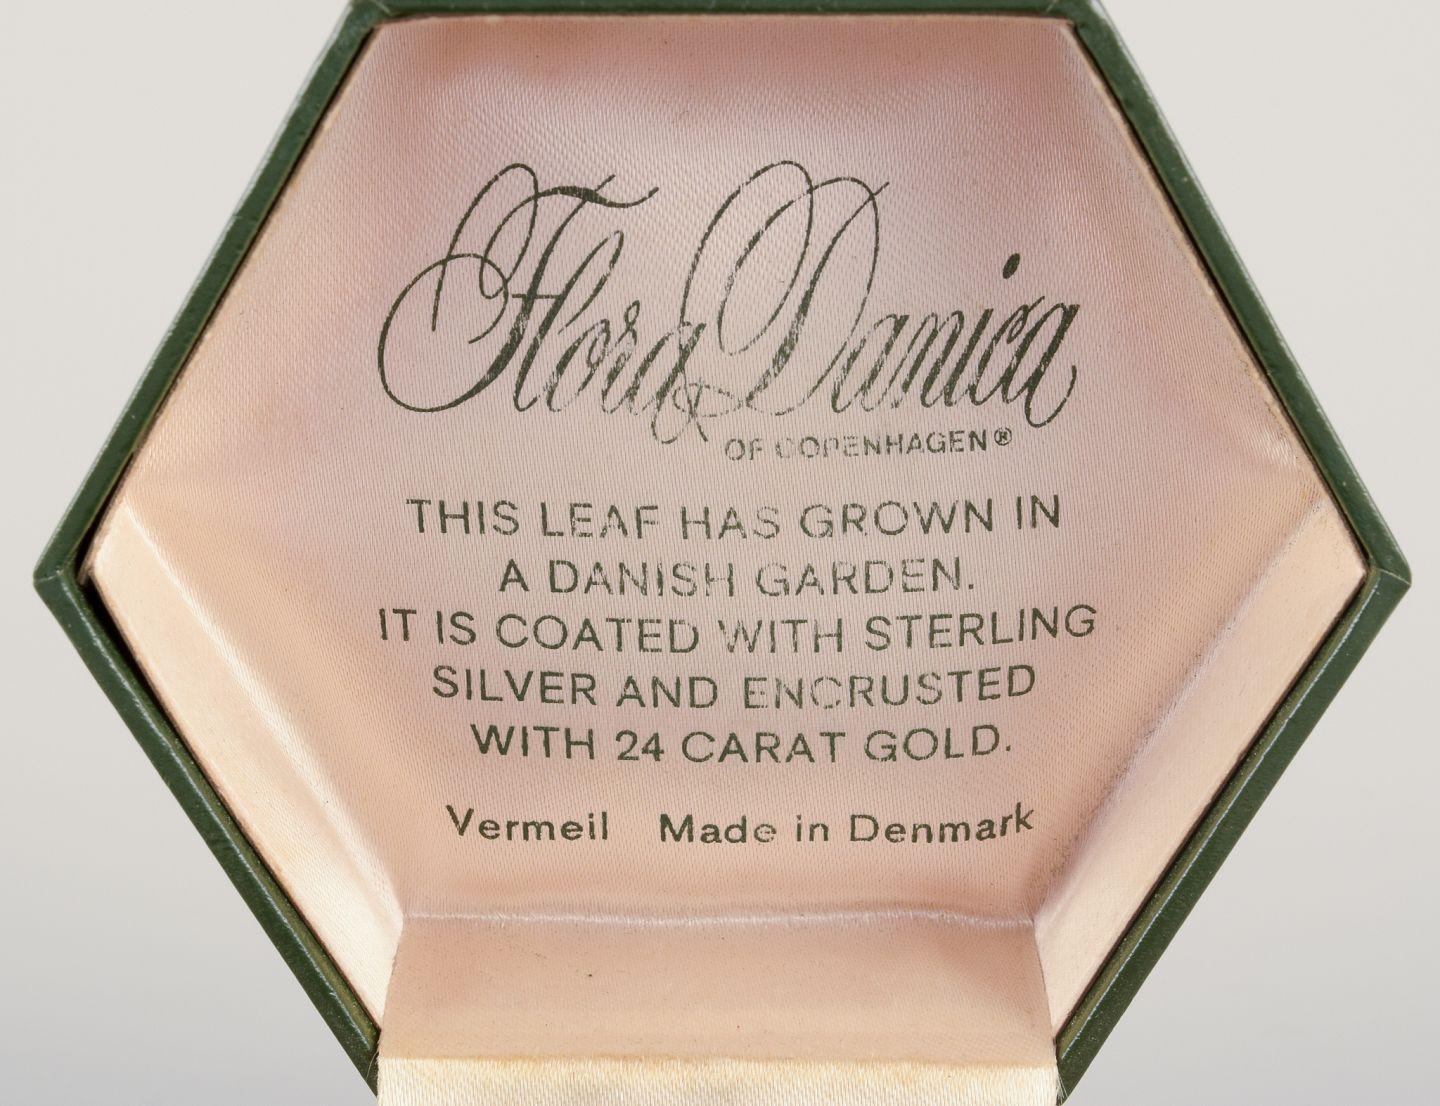 Flora Danica
OF COPENHAGEN®
THIS LEAF HAS GROWN IN
A DANISH GARDEN.
IT IS COATED WITH STERLING
SILVER AND ENCRUSTED
WITH 24 CARAT GOLD.
Vermeil Made in Denmark